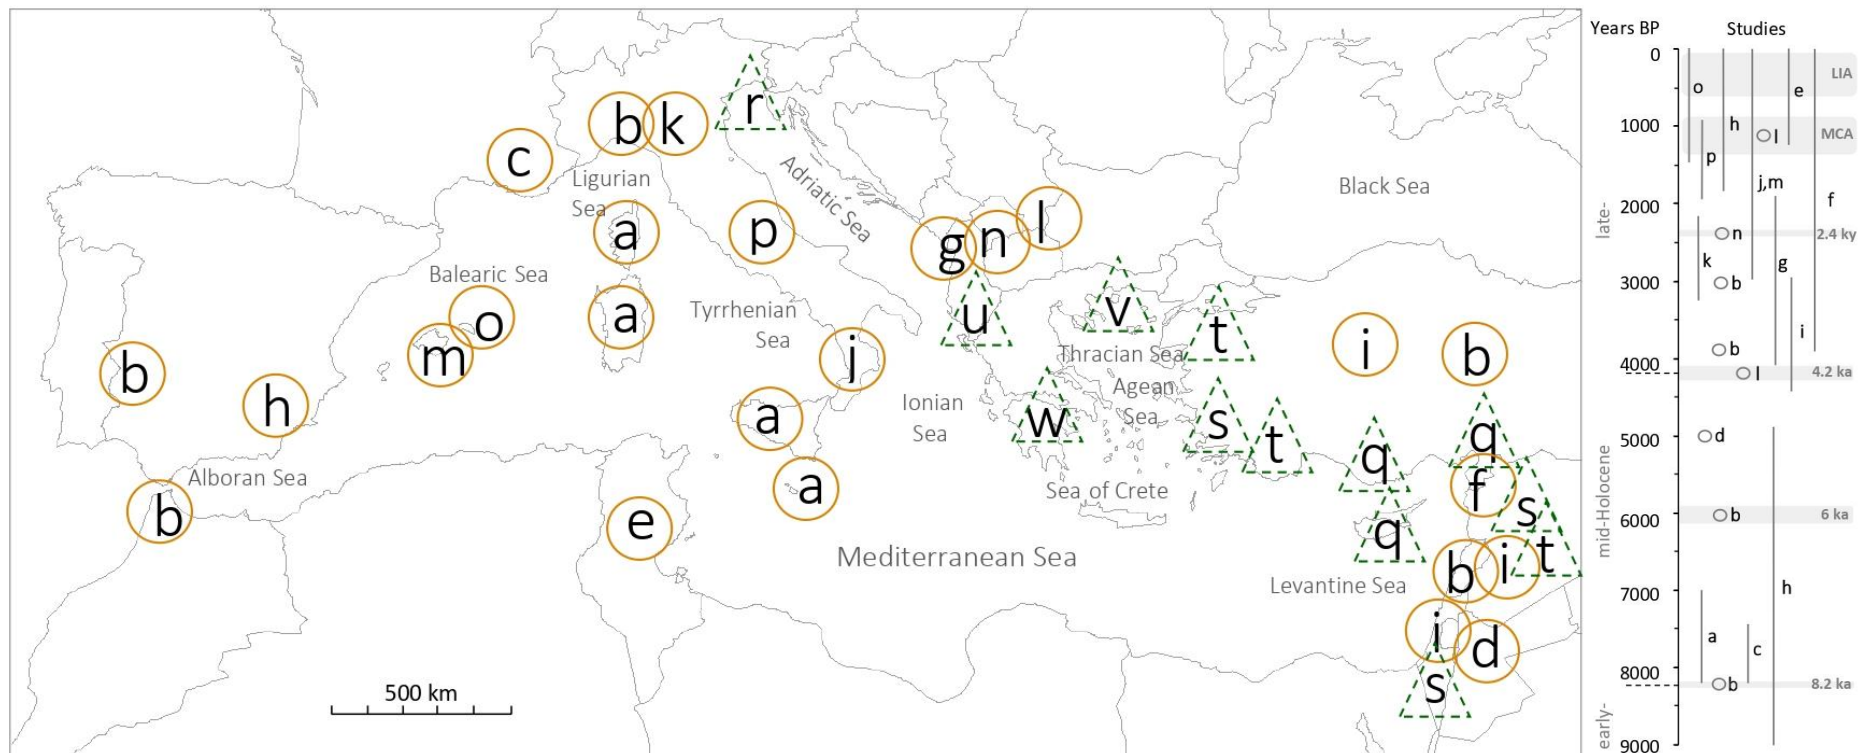 Years BP
Studies
0
LIA
o
e
r
b
k
h
1000
l
MCA
c
p
Ligurian
Sea
Adriatic Sea
Black Sea
j,m
f
a
p
g
n
l
late-
2000
n
2.4 ky
Balearic Sea
k
g
b
3000
o
a
Tyrrhenian
Sea
u
v
t
i
b
i
m
j
Thracian Sea
b
4000
l
4.2 ka
b
h
a
Ionian
Sea
Agean
Sea
w
s
t
q
q
d
5000
Alboran Sea
a
Sea of Crete
f
b
e
q
s
mid-Holocene
b
6000
6 ka
Mediterranean Sea
t
b
i
Levantine Sea
7000
h
i
d
a
c
500 km
s
8000
b
8.2 ka
early-
9000